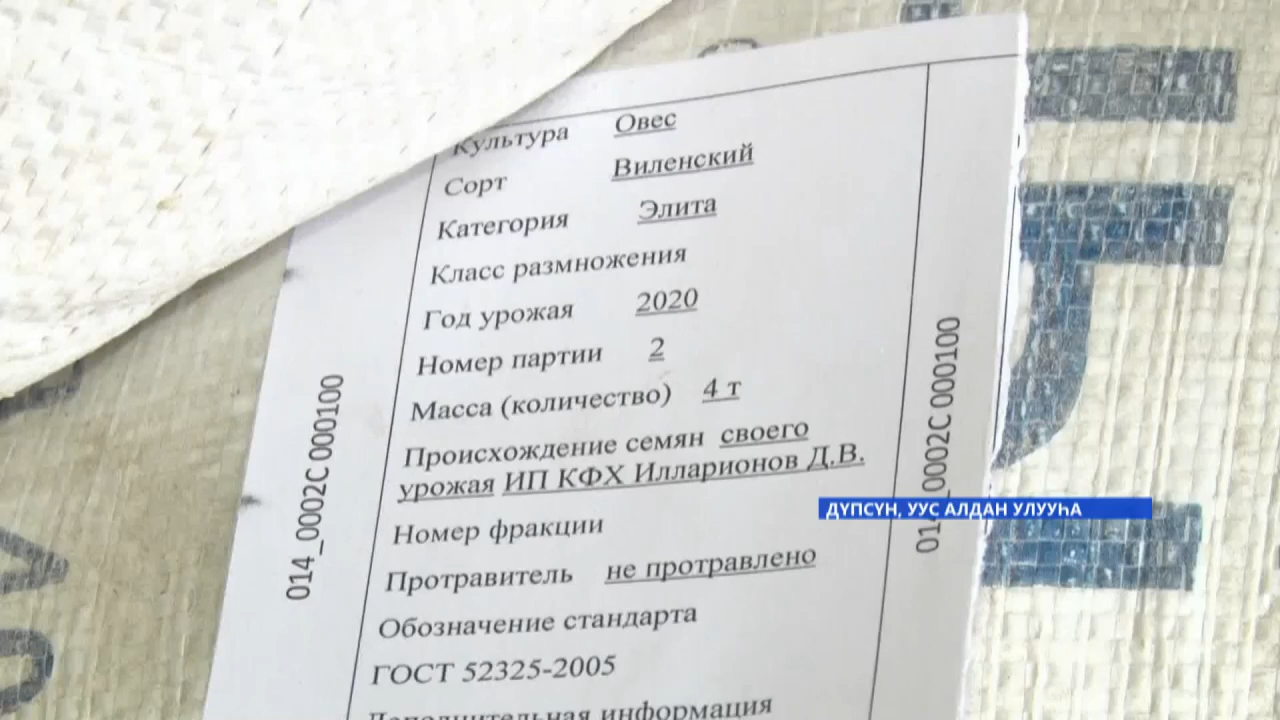 Культура Овес
Сорт Виленский
Категория Элита
Класс размножения
Год урожая 2020
Номер партии 2
Масса (количество) 4 т
Происхождение семян своего
урожая ИП КФХ Илларионов Д.В.
Номер фракции
Протравитель не протравлено
Обозначение стандарта
ГОСТ 52325-2005
Дополнительная информация
014_0002С 000100
014_0002С 000100
ДҮПСҮН, УУС АЛДАН УЛУУҺА